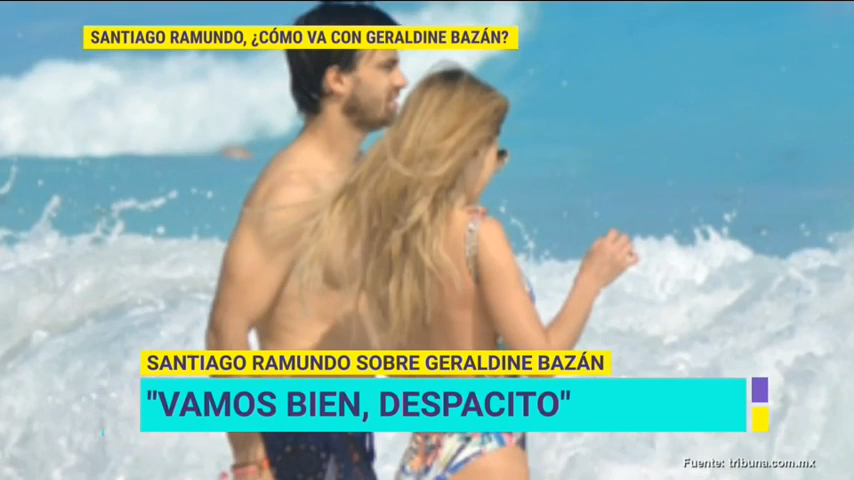 SANTIAGO RAMUNDO, ¿CÓMO VA CON GERALDINE BAZÁN?
SANTIAGO RAMUNDO SOBRE GERALDINE BAZÁN
"VAMOS BIEN, DESPACITO"
Fuente: tribuna.com.mx